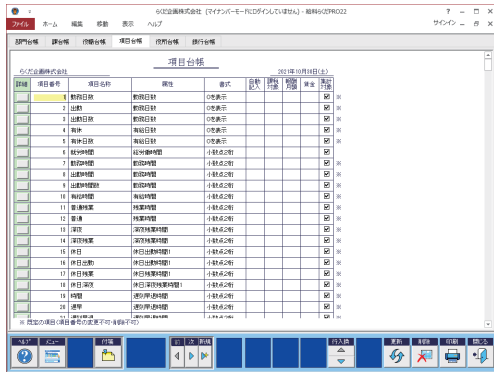 らくだ企画株式会社 (マイナンバーモードにログインしていません) - 給料らくだPRO22
ファイル ホーム 編集 移動 表示 ヘルプ サインイン
部門台帳 課台帳 役職台帳 項目台帳 役所台帳 銀行台帳
項目台帳
らくだ企画株式会社 2021年10月30日(土)
詳細 項目番号 項目名称 属性 書式 自動記入 課税対象 報酬月額 賃金 集計対象
1 勤務日数 勤務日数 0を表示 ※
2 出勤 出勤日数 0を表示 ※
3 出勤日数 出勤日数 0を表示 ※
4 有休 有給日数 0を表示 ※
5 有休日数 有給日数 0を表示 ※
6 就労時間 総労働時間 小数点2桁 ※
7 勤務時間 勤務時間 小数点2桁 ※
8 出勤時間 出勤時間 小数点2桁 ※
9 出勤時間数 出勤時間 小数点2桁 ※
10 有給時間 有給時間 小数点2桁 ※
11 普通残業 残業時間 小数点2桁 ※
12 普通 残業時間 小数点2桁 ※
13 深夜 深夜残業時間 小数点2桁 ※
14 深夜残業 深夜残業時間 小数点2桁 ※
15 休日 休日出勤時間1 小数点2桁 ※
16 休日出勤 休日出勤時間1 小数点2桁 ※
17 休日残業 休日残業時間1 小数点2桁 ※
18 休日深夜 休日深夜残業時間1 小数点2桁 ※
19 時間 遅刻早退時間 小数点2桁 ※
20 遅早 遅刻早退時間 小数点2桁 ※
※ 既定の項目(項目番号の変更不可・削除不可)
ヘルプ メニュー 付箋 前 次 新規 行入換 更新 削除 印刷 閉じる